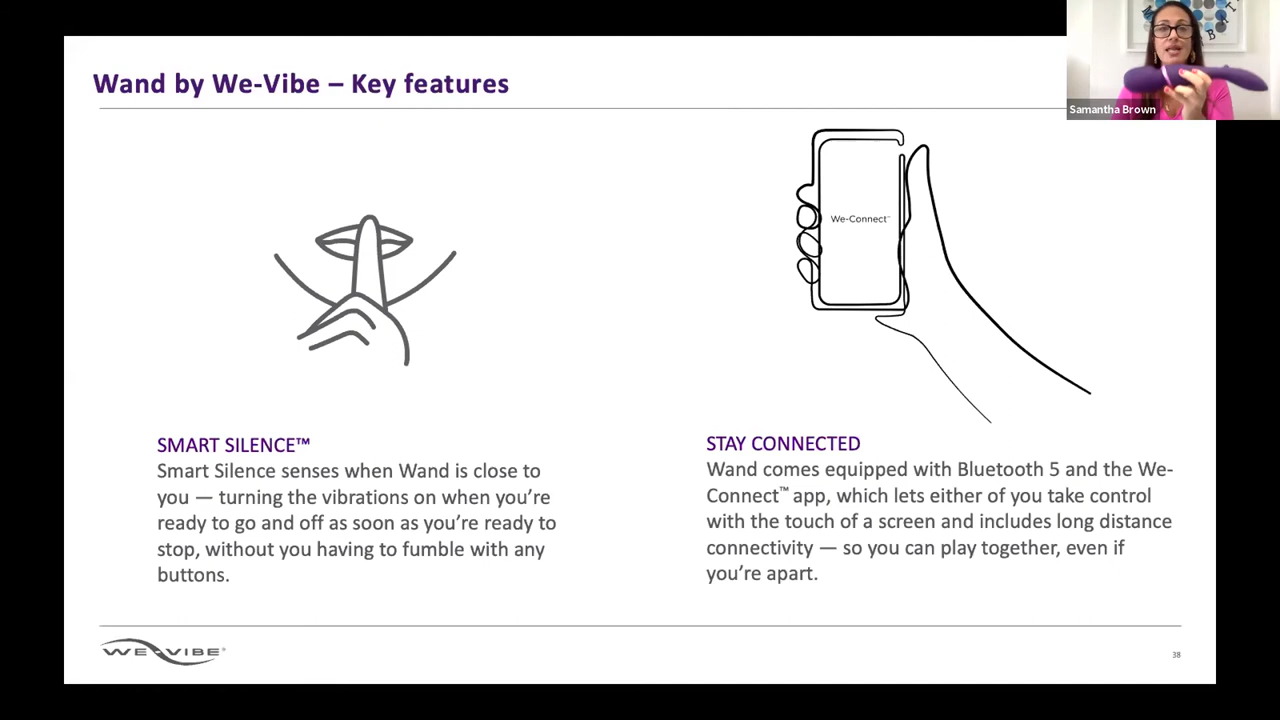 Wand by We-Vibe – Key features
Samantha Brown
We-Connect™
SMART SILENCE™
Smart Silence senses when Wand is close to
you — turning the vibrations on when you’re
ready to go and off as soon as you’re ready to
stop, without you having to fumble with any
buttons.
STAY CONNECTED
Wand comes equipped with Bluetooth 5 and the We-
Connect™ app, which lets either of you take control
with the touch of a screen and includes long distance
connectivity — so you can play together, even if
you’re apart.
WE-VIBE®
38